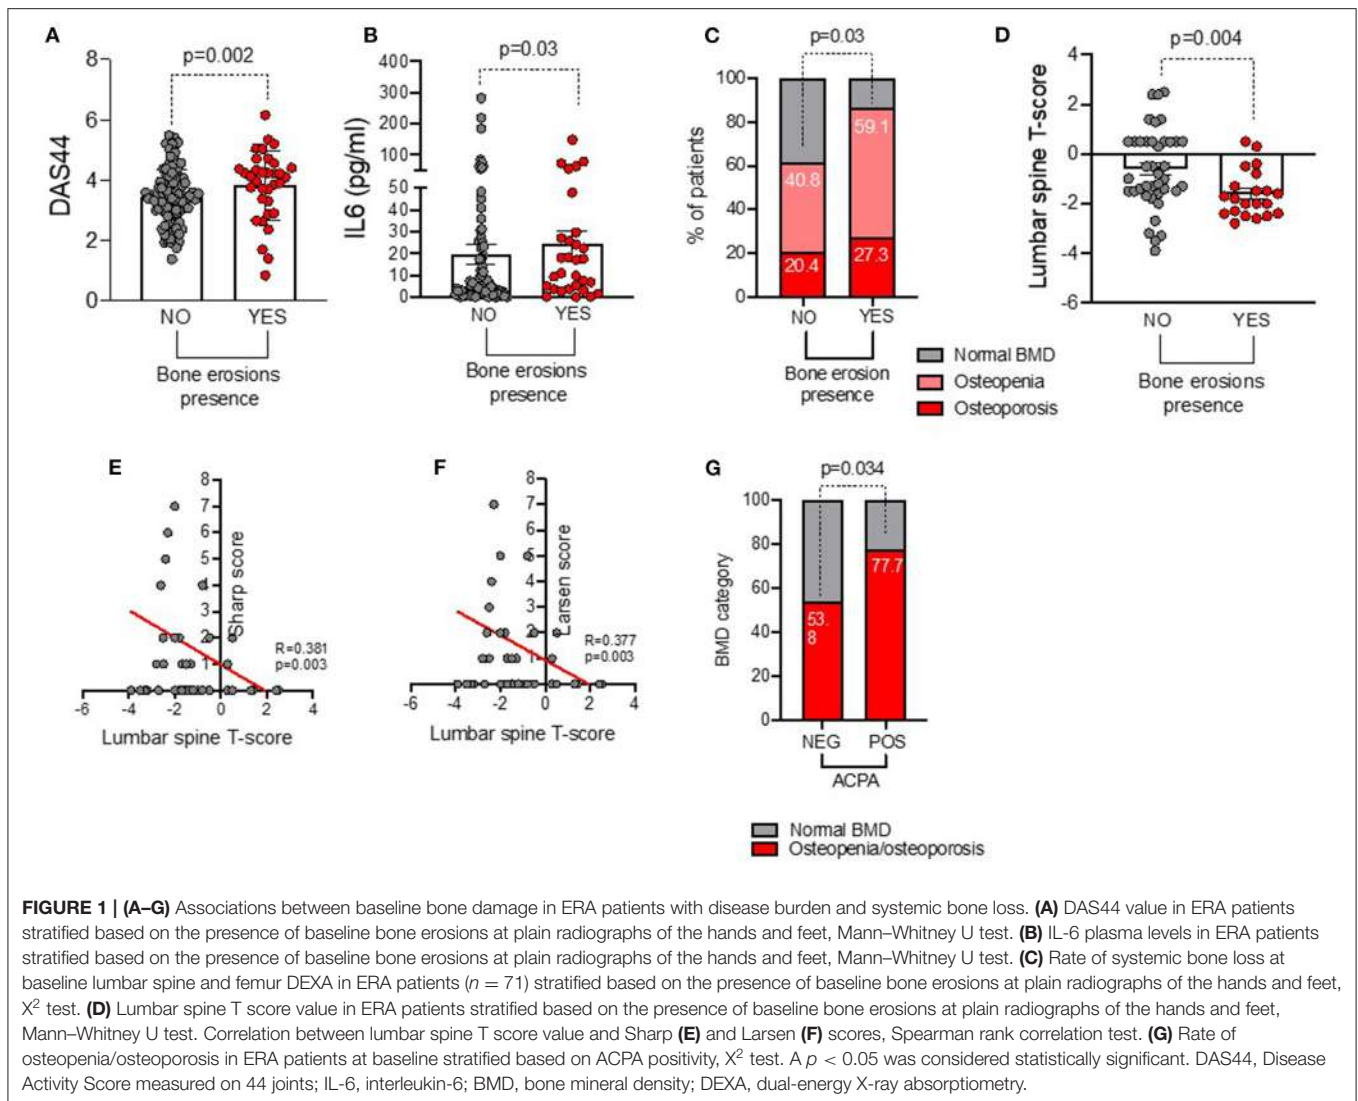 A
p=0.002
DAS44
8
6
4
2
0
NO
YES
Bone erosions
presence
B
p=0.03
IL6 (pg/ml)
400
300
200
100
50
40
30
20
10
0
NO
YES
Bone erosions
presence
C
p=0.03
% of patients
100
80
60
40
20
0
40.8
20.4
59.1
27.3
NO
YES
Bone erosion
presence
Normal BMD
Osteopenia
Osteoporosis
D
p=0.004
Lumbar spine T-score
4
2
0
-2
-4
-6
NO
YES
Bone erosions
presence
E
8
7
6
5
4
3
2
1
Sharp score
R=0.381
p=0.003
-6
-4
-2
0
2
4
Lumbar spine T-score
F
8
7
6
5
4
3
2
1
Larsen score
R=0.377
p=0.003
-6
-4
-2
0
2
4
Lumbar spine T-score
G
p=0.034
BMD category
100
80
60
40
20
0
53.
8
77.7
NEG
POS
ACPA
Normal BMD
Osteopenia/osteoporosis
FIGURE 1 | (A–G) Associations between baseline bone damage in ERA patients with disease burden and systemic bone loss. (A) DAS44 value in ERA patients
stratified based on the presence of baseline bone erosions at plain radiographs of the hands and feet, Mann–Whitney U test. (B) IL-6 plasma levels in ERA patients
stratified based on the presence of baseline bone erosions at plain radiographs of the hands and feet, Mann–Whitney U test. (C) Rate of systemic bone loss at
baseline lumbar spine and femur DEXA in ERA patients (n = 71) stratified based on the presence of baseline bone erosions at plain radiographs of the hands and feet,
X² test. (D) Lumbar spine T score value in ERA patients stratified based on the presence of baseline bone erosions at plain radiographs of the hands and feet,
Mann–Whitney U test. Correlation between lumbar spine T score value and Sharp (E) and Larsen (F) scores, Spearman rank correlation test. (G) Rate of
osteopenia/osteoporosis in ERA patients at baseline stratified based on ACPA positivity, X² test. A p < 0.05 was considered statistically significant. DAS44, Disease
Activity Score measured on 44 joints; IL-6, interleukin-6; BMD, bone mineral density; DEXA, dual-energy X-ray absorptiometry.